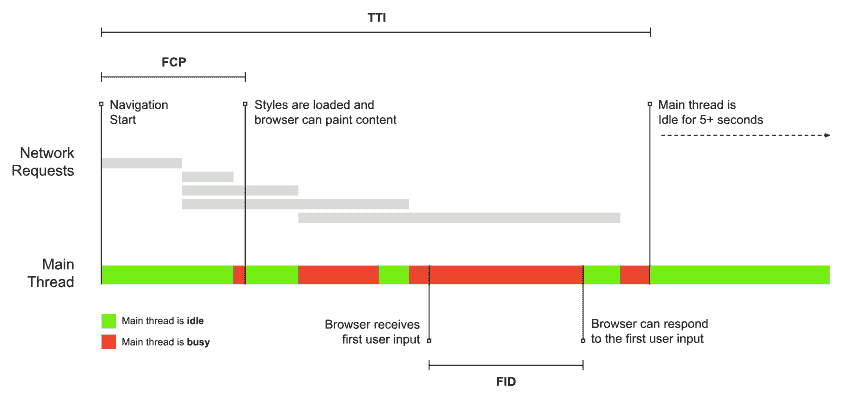 TTI
FCP
Navigation
Start
Styles are loaded and
browser can paint content
Main thread is
Idle for 5+ seconds
Network
Requests
Main
Thread
Main thread is idle
Main thread is busy
Browser receives
first user input
Browser can respond
to the first user input
FID